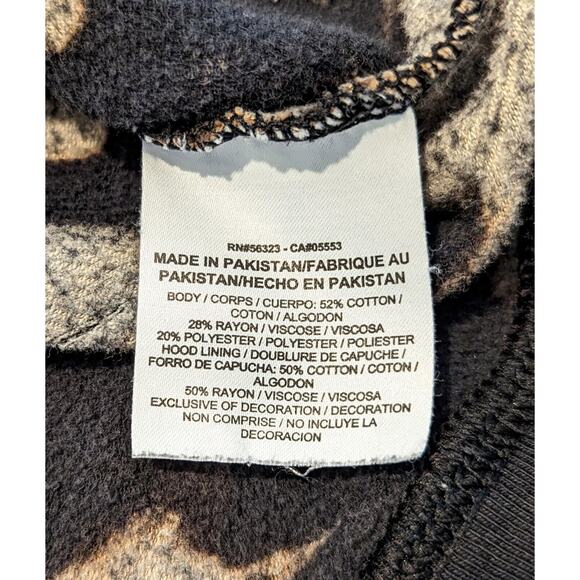 RN#56323 - CA#05553
MADE IN PAKISTAN/FABRIQUE AU
PAKISTAN/HECHO EN PAKISTAN
BODY / CORPS / CUERPO: 52% COTTON /
COTON / ALGODON
28% RAYON / VISCOSE / VISCOSA
20% POLYESTER / POLYESTER / POLIESTER
HOOD LINING / DOUBLURE DE CAPUCHE /
FORRO DE CAPUCHA: 50% COTTON / COTON /
ALGODON
50% RAYON / VISCOSE / VISCOSA
EXCLUSIVE OF DECORATION / DECORATION
NON COMPRISE / NO INCLUYE LA
DECORACION